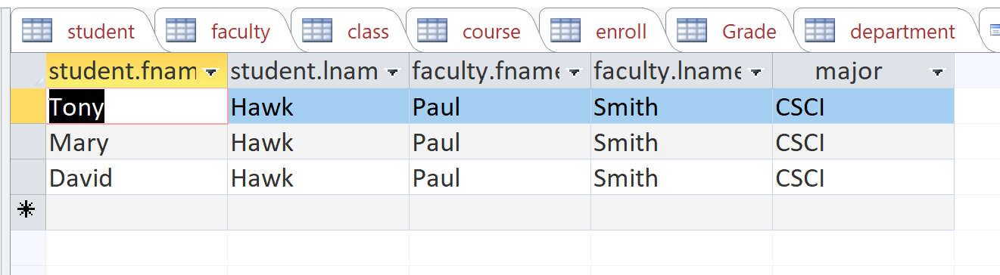 student faculty class course enroll Grade department
student.fnam student.lnam faculty.fname faculty.lname major
Tony Hawk Paul Smith CSCI
Mary Hawk Paul Smith CSCI
David Hawk Paul Smith CSCI